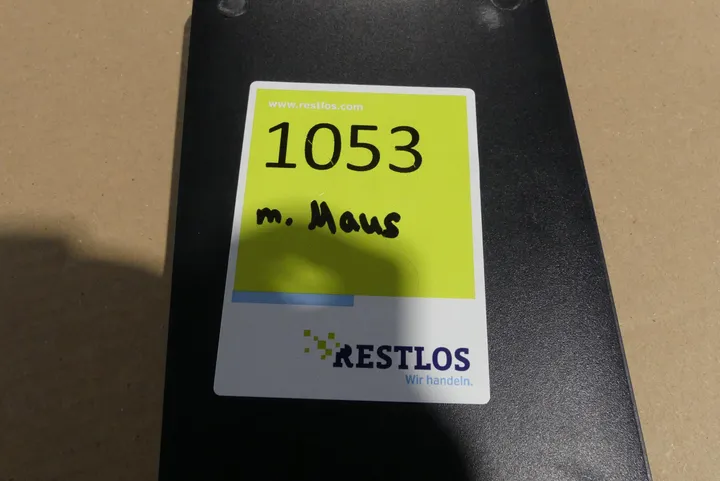 www.restlos.com
1053
m. Maus
RESTLOS
Wir handeln.